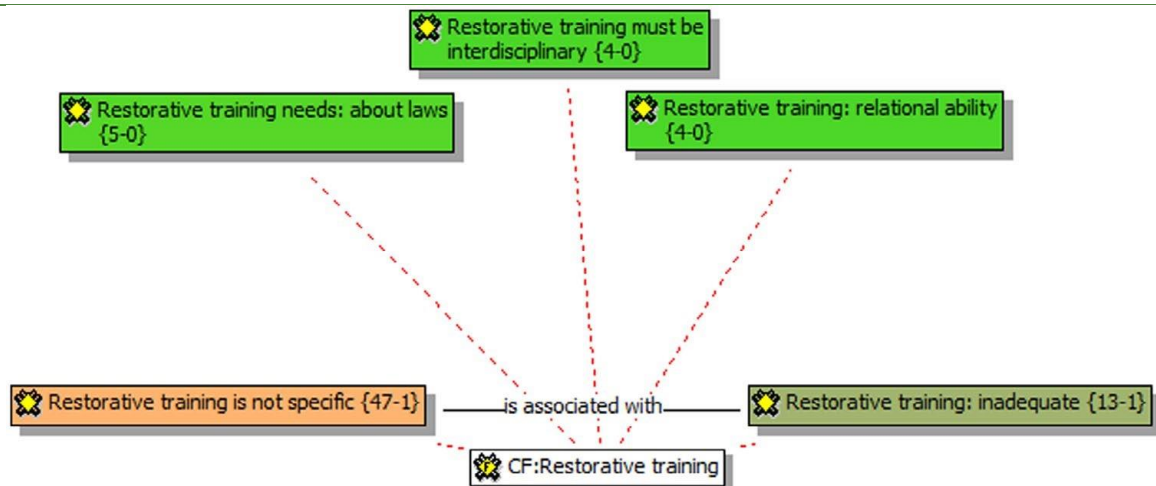 Restorative training must be
interdisciplinary {4-0}
Restorative training needs: about laws
{5-0}
Restorative training: relational ability
{4-0}
Restorative training is not specific {47-1}
is associated with
Restorative training: inadequate {13-1}
CF:Restorative training